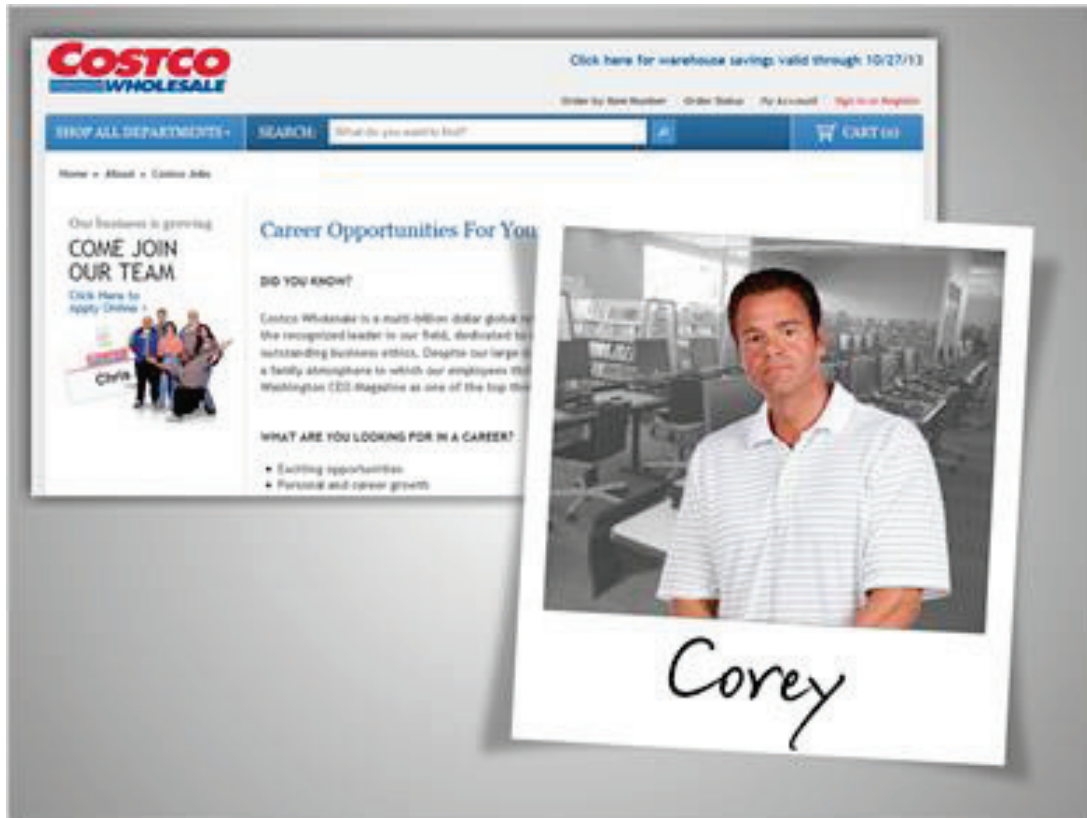 COSTCO
WHOLESALE
Click here for warehouse savings valid through 10/27/13
Order by Item Number Order Status My Account Sign In or Register
SHOP ALL DEPARTMENTS
SEARCH:
What do you want to find?
CART (0)
Home » About » Costco Jobs
Our business is growing
COME JOIN
OUR TEAM
Click Here to
Apply Online
COSTCO
Chris
Career Opportunities For You
DID YOU KNOW?
Costco Wholesale is a multi-billion dollar global
the recognized leader in our field, dedicated to
outstanding business ethics. Despite our large
a family atmosphere in which our employees
Washington CEO Magazine as one of the top
WHAT ARE YOU LOOKING FOR IN A CAREER?
• Exciting opportunities
• Personal and career growth
Corey